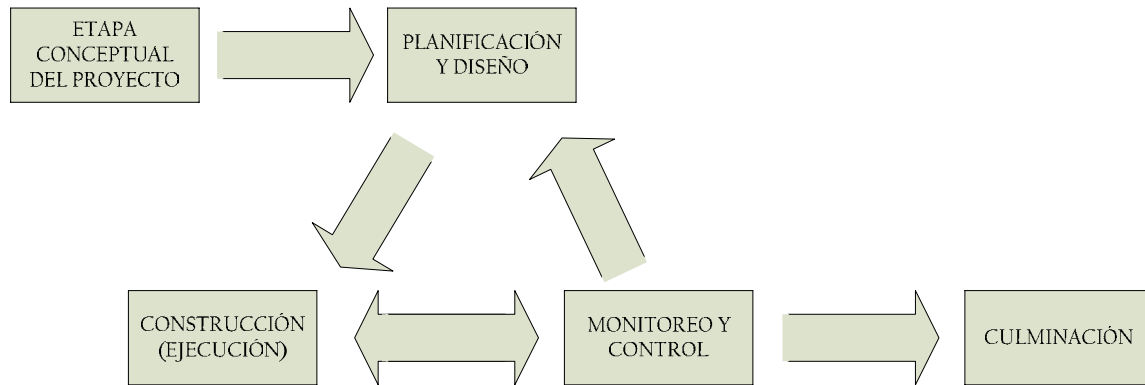 ETAPA
CONCEPTUAL
DEL PROYECTO
PLANIFICACIÓN
Y DISEÑO
CONSTRUCCIÓN
(EJECUCIÓN)
MONITOREO Y
CONTROL
CULMINACIÓN